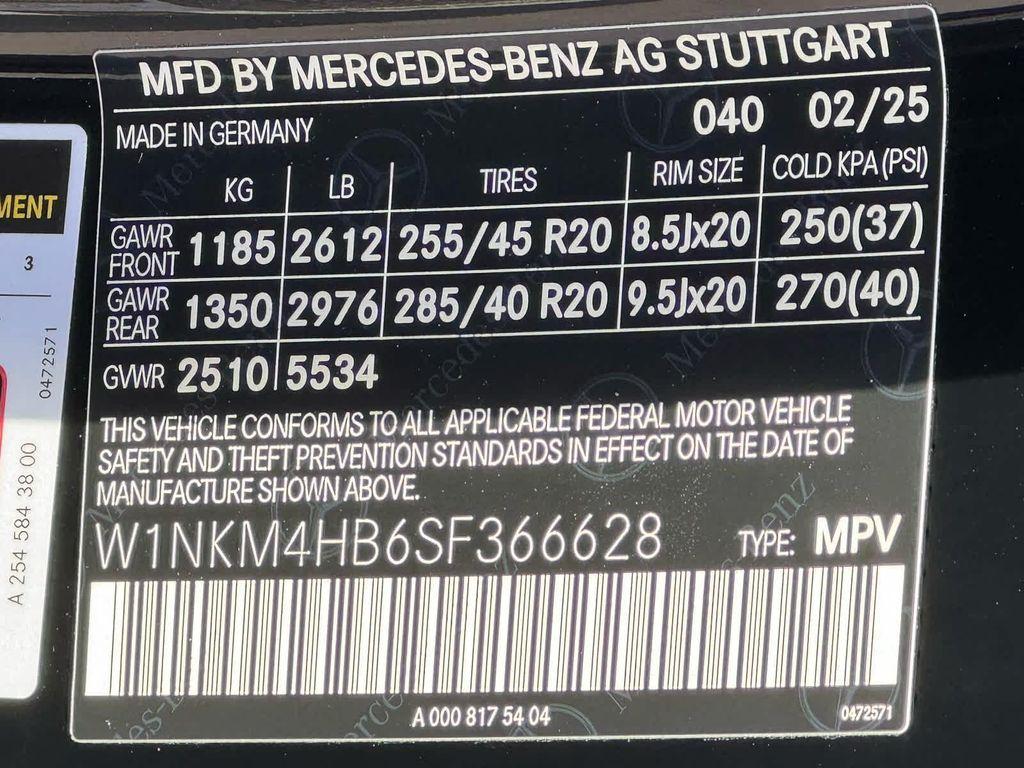 MFD BY MERCEDES-BENZ AG STUTTGART
MADE IN GERMANY 040 02/25
KG LB TIRES RIM SIZE COLD KPA (PSI)
GAWR FRONT 1185 2612 255/45 R20 8.5Jx20 250(37)
GAWR REAR 1350 2976 285/40 R20 9.5Jx20 270(40)
GVWR 2510 5534
THIS VEHICLE CONFORMS TO ALL APPLICABLE FEDERAL MOTOR VEHICLE
SAFETY AND THEFT PREVENTION STANDARDS IN EFFECT ON THE DATE OF
MANUFACTURE SHOWN ABOVE.
W1NKM4HB6SF366628 TYPE: MPV
A 000 817 54 04 0472571
3
0472571
A 254 584 38 00